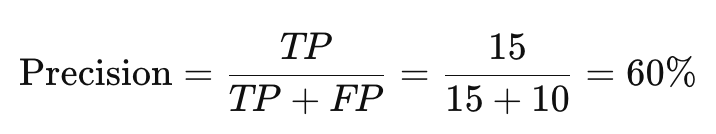 Precision = TP / (TP + FP) = 15 / (15 + 10) = 60%